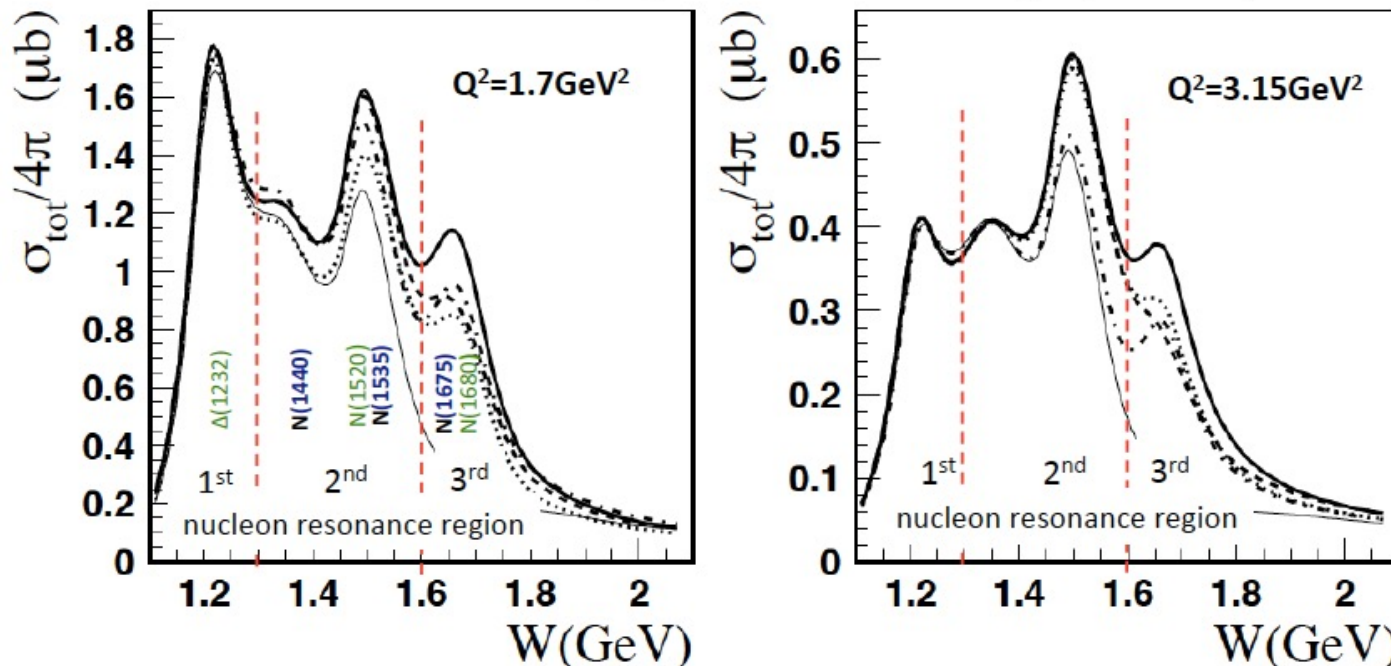 σtot/4π (μb)
1.8
1.6
1.4
1.2
1
0.8
0.6
0.4
0.2
0
Q²=1.7GeV²
Δ(1232)
N(1440)
N(1520)
N(1535)
N(1675)
N(1680)
1st 2nd 3rd
nucleon resonance region
1.2 1.4 1.6 1.8 2
W(GeV)
σtot/4π (μb)
0.6
0.5
0.4
0.3
0.2
0.1
0
Q²=3.15GeV²
1st 2nd 3rd
nucleon resonance region
1.2 1.4 1.6 1.8 2
W(GeV)